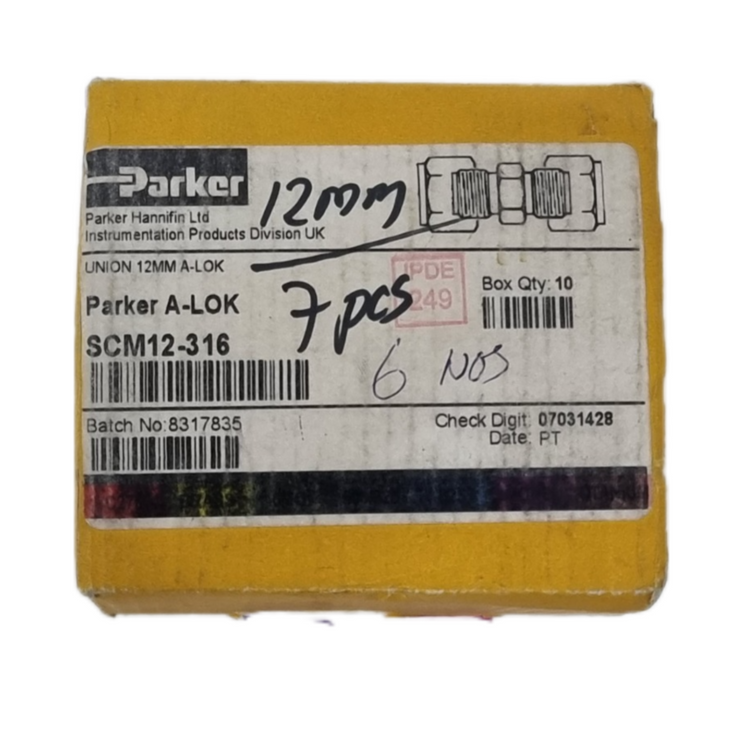 Parker
Parker Hannifin Ltd
Instrumentation Products Division UK
12mm
UNION 12MM A-LOK
Parker A-LOK
7 pcs
IPDE
249
Box Qty: 10
SCM12-316
6 NOS
Batch No:8317835
Check Digit: 07031428
Date: PT